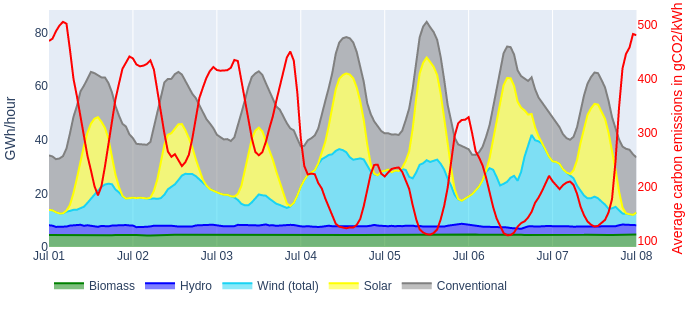 80
60
40
20
0
GWh/hour
500
400
300
200
100
Average carbon emissions in gCO2/kWh
Jul 01
Jul 02
Jul 03
Jul 04
Jul 05
Jul 06
Jul 07
Jul 08
Biomass
Hydro
Wind (total)
Solar
Conventional